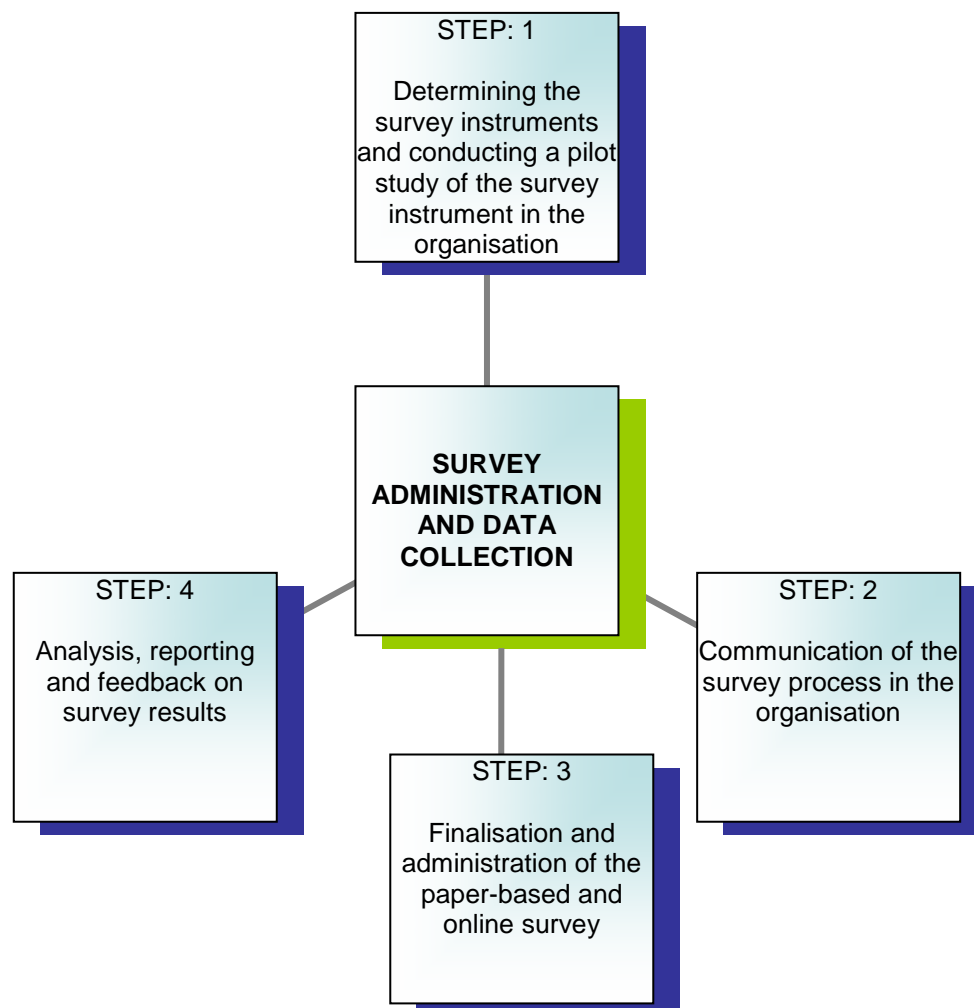 STEP: 1
Determining the
survey instruments
and conducting a pilot
study of the survey
instrument in the
organisation
SURVEY
ADMINISTRATION
AND DATA
COLLECTION
STEP: 2
Communication of the
survey process in the
organisation
STEP: 3
Finalisation and
administration of the
paper-based and
online survey
STEP: 4
Analysis, reporting
and feedback on
survey results